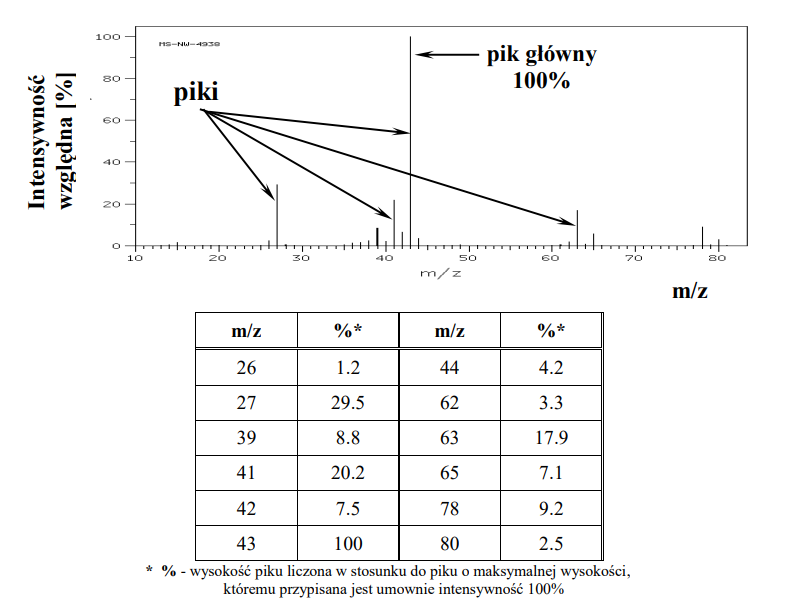 Intensywność
względna [%]
100
80
60
40
20
0
MS-NW-4938
pik główny
100%
piki
10 20 30 40 50 60 70 80
m/z
m/z
m/z %* m/z %*
26 1.2 44 4.2
27 29.5 62 3.3
39 8.8 63 17.9
41 20.2 65 7.1
42 7.5 78 9.2
43 100 80 2.5
* % - wysokość piku liczona w stosunku do piku o maksymalnej wysokości,
któremu przypisana jest umownie intensywność 100%